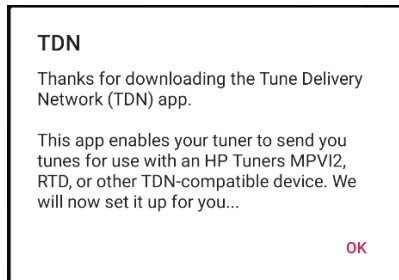 TDN
Thanks for downloading the Tune Delivery
Network (TDN) app.
This app enables your tuner to send you
tunes for use with an HP Tuners MPVI2,
RTD, or other TDN-compatible device. We
will now set it up for you...
OK